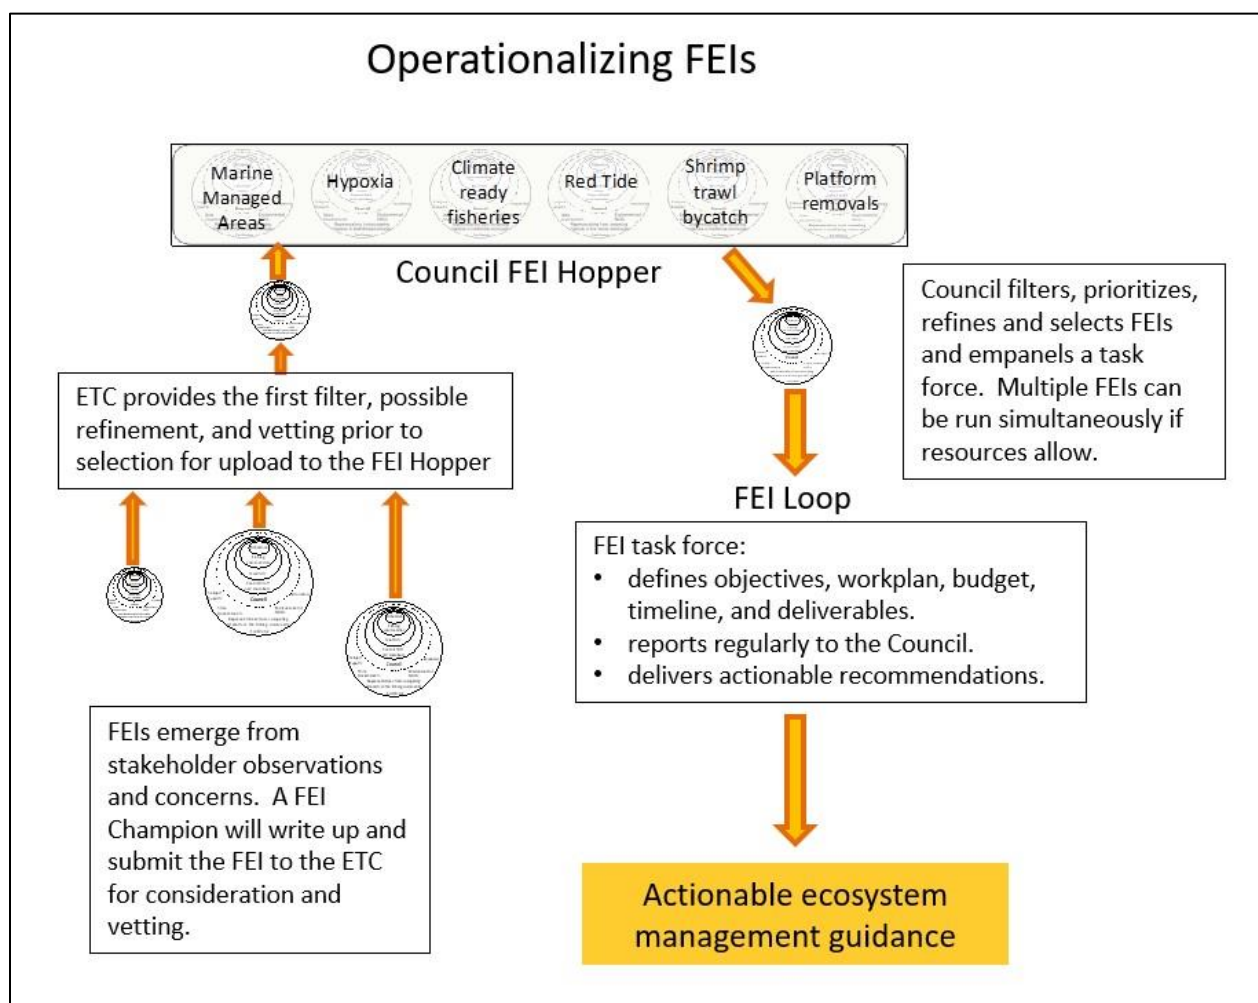 Operationalizing FEIs
Marine
Managed
Areas
Hypoxia
Climate
ready
fisheries
Red Tide
Shrimp
trawl
bycatch
Platform
removals
Council FEI Hopper
Council filters, prioritizes,
refines and selects FEIs
and empanels a task
force.  Multiple FEIs can
be run simultaneously if
resources allow.
ETC provides the first filter, possible
refinement, and vetting prior to
selection for upload to the FEI Hopper
FEI Loop
FEI task force:
• defines objectives, workplan, budget,
timeline, and deliverables.
• reports regularly to the Council.
• delivers actionable recommendations.
FEIs emerge from
stakeholder observations
and concerns.  A FEI
Champion will write up and
submit the FEI to the ETC
for consideration and
vetting.
Actionable ecosystem
management guidance